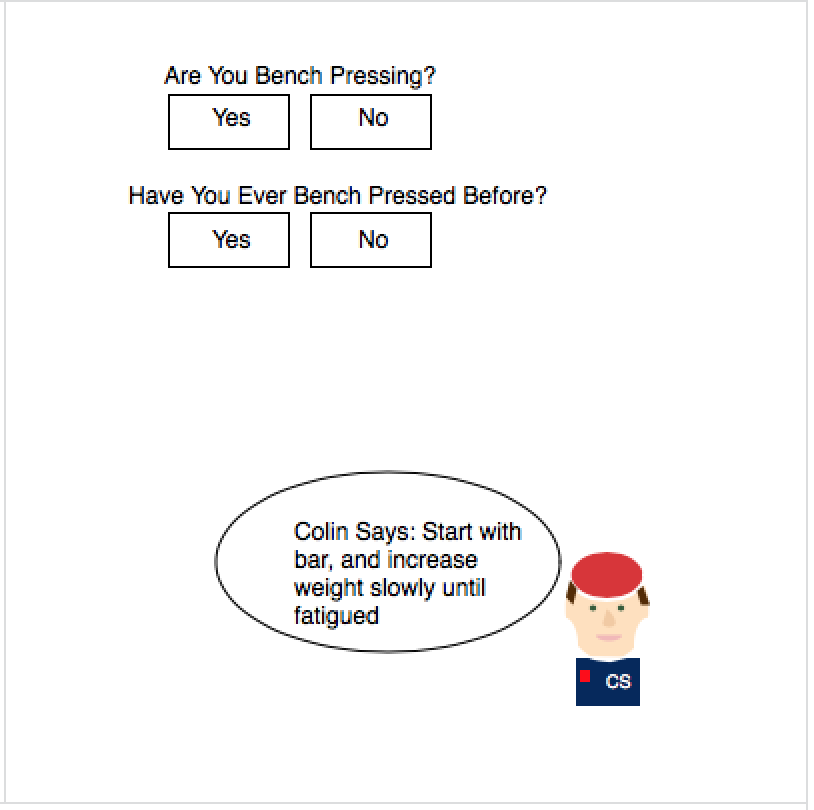 Are You Bench Pressing?
Yes No
Have You Ever Bench Pressed Before?
Yes No
Colin Says: Start with
bar, and increase
weight slowly until
fatigued
CS